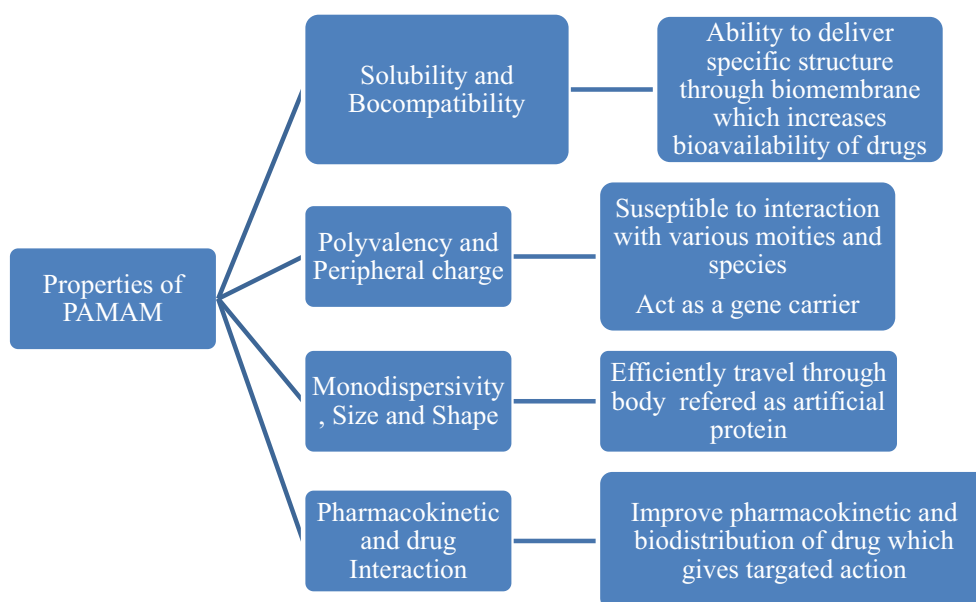 Properties of
PAMAM
Solubility and
Bocompatibility
Ability to deliver
specific structure
through biomembrane
which increases
bioavailability of drugs
Polyvalency and
Peripheral charge
Suseptible to interaction
with various moities and
species
Act as a gene carrier
Monodispersivity
, Size and Shape
Efficiently travel through
body refered as artificial
protein
Pharmacokinetic
and drug
Interaction
Improve pharmacokinetic and
biodistribution of drug which
gives targeted action